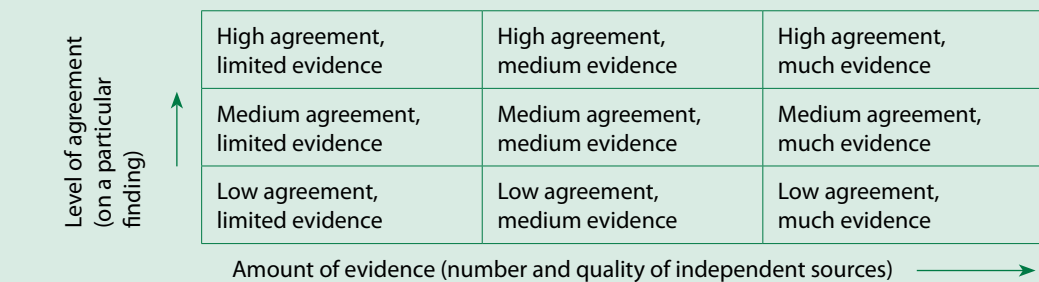 Level of agreement
(on a particular
finding)
High agreement,
limited evidence
High agreement,
medium evidence
High agreement,
much evidence
Medium agreement,
limited evidence
Medium agreement,
medium evidence
Medium agreement,
much evidence
Low agreement,
limited evidence
Low agreement,
medium evidence
Low agreement,
much evidence
Amount of evidence (number and quality of independent sources)